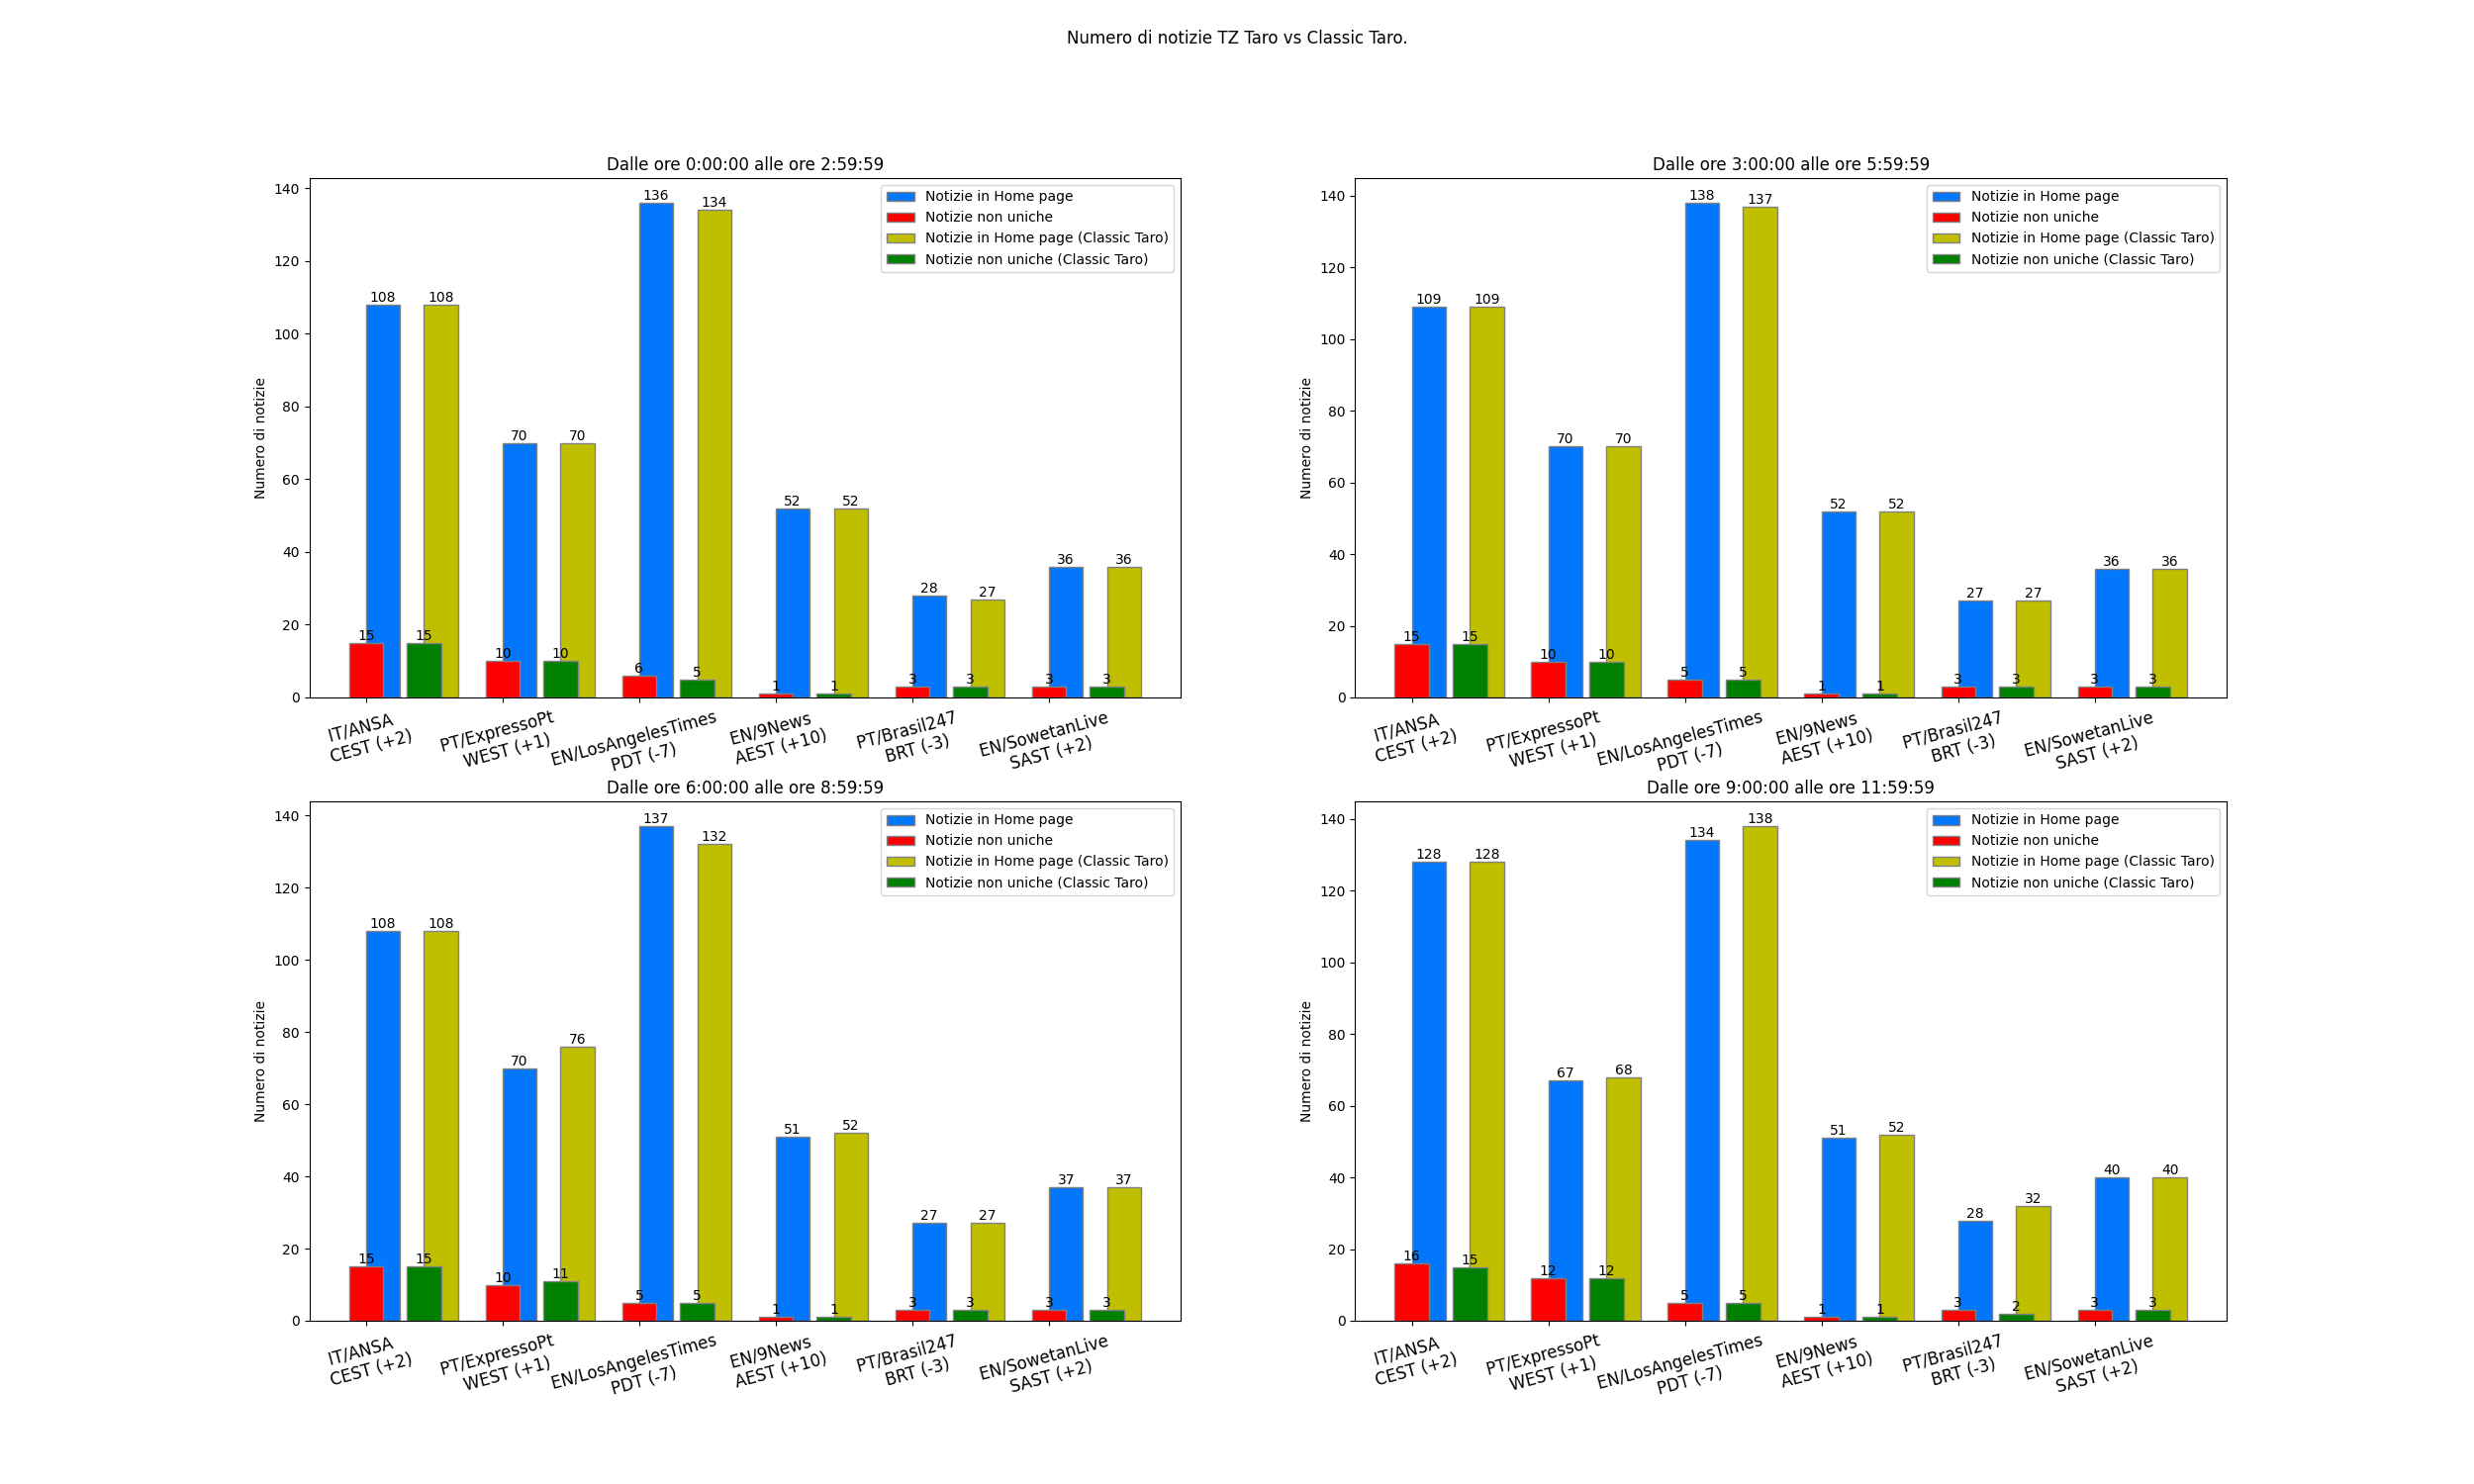 Numero di notizie TZ Taro vs Classic Taro.
Dalle ore 0:00:00 alle ore 2:59:59
Numero di notizie
140
120
100
80
60
40
20
0
Notizie in Home page
Notizie non uniche
Notizie in Home page (Classic Taro)
Notizie non uniche (Classic Taro)
108 108 70 70 136 134 52 52 28 27 36 36
15 15 10 10 6 5 1 1 3 3 3 3
IT/ANSA
CEST (+2)
PT/ExpressoPt
WEST (+1)
EN/LosAngelesTimes
PDT (-7)
EN/9News
AEST (+10)
PT/Brasil247
BRT (-3)
EN/SowetanLive
SAST (+2)
Dalle ore 3:00:00 alle ore 5:59:59
Numero di notizie
140
120
100
80
60
40
20
0
Notizie in Home page
Notizie non uniche
Notizie in Home page (Classic Taro)
Notizie non uniche (Classic Taro)
109 109 70 70 138 137 52 52 27 27 36 36
15 15 10 10 5 5 1 1 3 3 3 3
IT/ANSA
CEST (+2)
PT/ExpressoPt
WEST (+1)
EN/LosAngelesTimes
PDT (-7)
EN/9News
AEST (+10)
PT/Brasil247
BRT (-3)
EN/SowetanLive
SAST (+2)
Dalle ore 6:00:00 alle ore 8:59:59
Numero di notizie
140
120
100
80
60
40
20
0
Notizie in Home page
Notizie non uniche
Notizie in Home page (Classic Taro)
Notizie non uniche (Classic Taro)
108 108 70 76 137 132 51 52 27 27 37 37
15 15 10 11 5 5 1 1 3 3 3 3
IT/ANSA
CEST (+2)
PT/ExpressoPt
WEST (+1)
EN/LosAngelesTimes
PDT (-7)
EN/9News
AEST (+10)
PT/Brasil247
BRT (-3)
EN/SowetanLive
SAST (+2)
Dalle ore 9:00:00 alle ore 11:59:59
Numero di notizie
140
120
100
80
60
40
20
0
Notizie in Home page
Notizie non uniche
Notizie in Home page (Classic Taro)
Notizie non uniche (Classic Taro)
128 128 67 68 134 138 51 52 28 32 40 40
16 15 12 12 5 5 1 1 3 2 3 3
IT/ANSA
CEST (+2)
PT/ExpressoPt
WEST (+1)
EN/LosAngelesTimes
PDT (-7)
EN/9News
AEST (+10)
PT/Brasil247
BRT (-3)
EN/SowetanLive
SAST (+2)